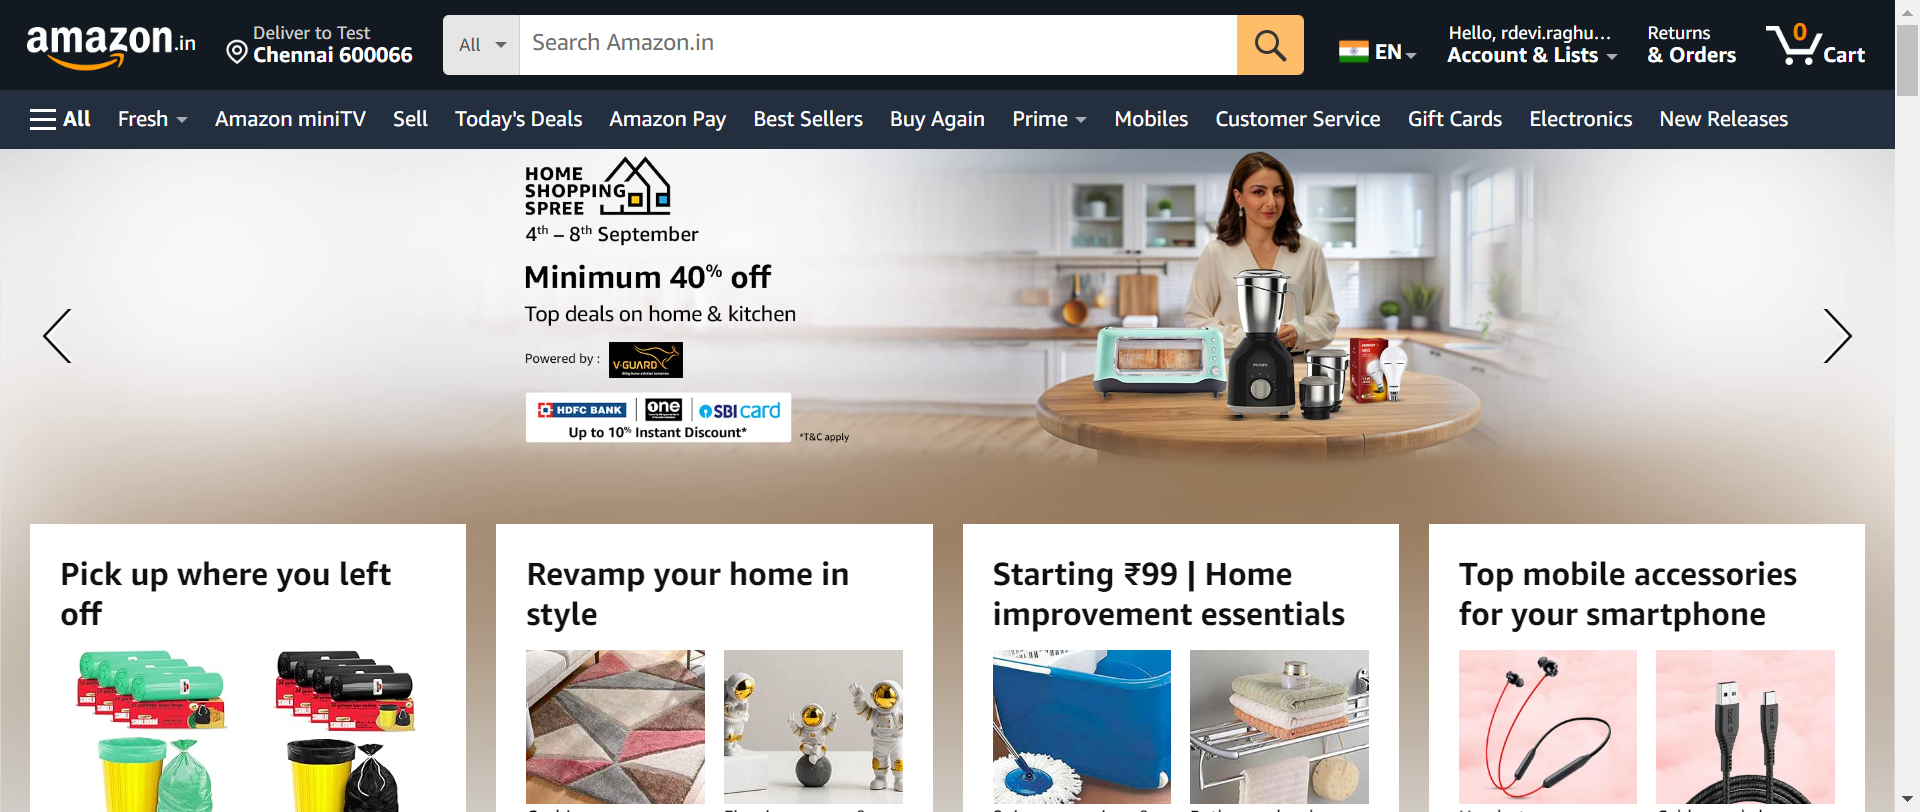 amazon.in
Deliver to Test
Chennai 600066
All
Search Amazon.in
EN
Hello, rdevi.raghu...
Account & Lists
Returns
& Orders
0
Cart
All Fresh Amazon miniTV Sell Today's Deals Amazon Pay Best Sellers Buy Again Prime Mobiles Customer Service Gift Cards Electronics New Releases
HOME
SHOPPING
SPREE
4th – 8th September
Minimum 40% off
Top deals on home & kitchen
Powered by :
V-GUARD
HDFC BANK one SBI card
Up to 10% Instant Discount*
*T&C apply
PHILIPS
Pick up where you left
off
Revamp your home in
style
Starting ₹99 | Home
improvement essentials
Top mobile accessories
for your smartphone